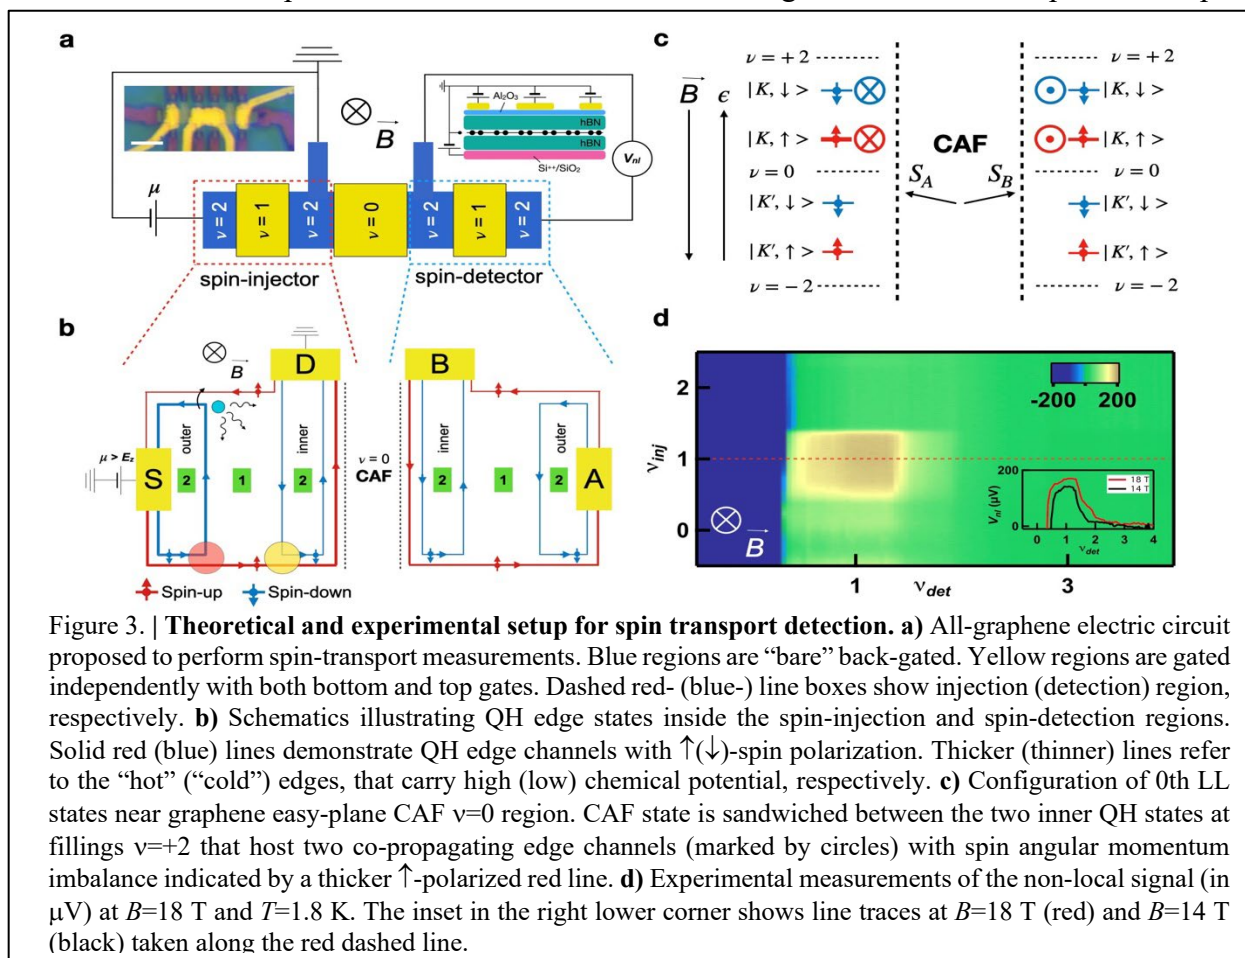 a
Al₂O₃
hBN
hBN
Si⁺⁺/SiO₂
B
V_nl
μ
ν = 2
ν = 1
ν = 2
ν = 0
ν = 2
ν = 1
ν = 2
spin-injector
spin-detector
b
B
D
B
μ > E_z
S
outer
2
1
inner
2
ν = 0
CAF
inner
2
1
outer
2
A
Spin-up
Spin-down
c
B
ϵ
ν = + 2
| K, ↓ >
| K, ↑ >
ν = 0
| K′, ↓ >
| K′, ↑ >
ν = − 2
CAF
S_A
S_B
ν = + 2
| K, ↓ >
| K, ↑ >
ν = 0
| K′, ↓ >
| K′, ↑ >
ν = − 2
d
2
1
0
ν_inj
-200
200
B
200
0
V_nl (μV)
18 T
14 T
0 1 2 3 4
ν_det
1
ν_det
3
Figure 3. | Theoretical and experimental setup for spin transport detection. a) All-graphene electric circuit
proposed to perform spin-transport measurements. Blue regions are “bare” back-gated. Yellow regions are gated
independently with both bottom and top gates. Dashed red- (blue-) line boxes show injection (detection) region,
respectively. b) Schematics illustrating QH edge states inside the spin-injection and spin-detection regions.
Solid red (blue) lines demonstrate QH edge channels with ↑(↓)-spin polarization. Thicker (thinner) lines refer
to the “hot” (“cold”) edges, that carry high (low) chemical potential, respectively. c) Configuration of 0th LL
states near graphene easy-plane CAF ν=0 region. CAF state is sandwiched between the two inner QH states at
fillings ν=+2 that host two co-propagating edge channels (marked by circles) with spin angular momentum
imbalance indicated by a thicker ↑-polarized red line. d) Experimental measurements of the non-local signal (in
μV) at B=18 T and T=1.8 K. The inset in the right lower corner shows line traces at B=18 T (red) and B=14 T
(black) taken along the red dashed line.